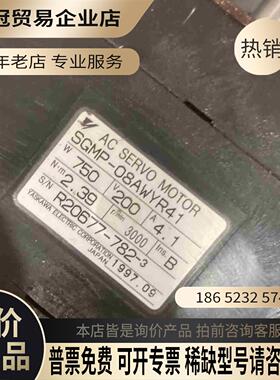 冠贸易企业店
年老店 专业服务
热销
AC SERVO MOTOR
SGMP-08AWYR41
W 750 V 200 A 4.1
N·m 2.39 r/min 3000 Ins. B
S/N R20677-782-3
YASKAWA ELECTRIC CORPORATION
JAPAN 1997.09
186 5232 574
价
品
本店皆是询价产品 拍前请咨询
普票免费 可开专票 稀缺型号请咨询